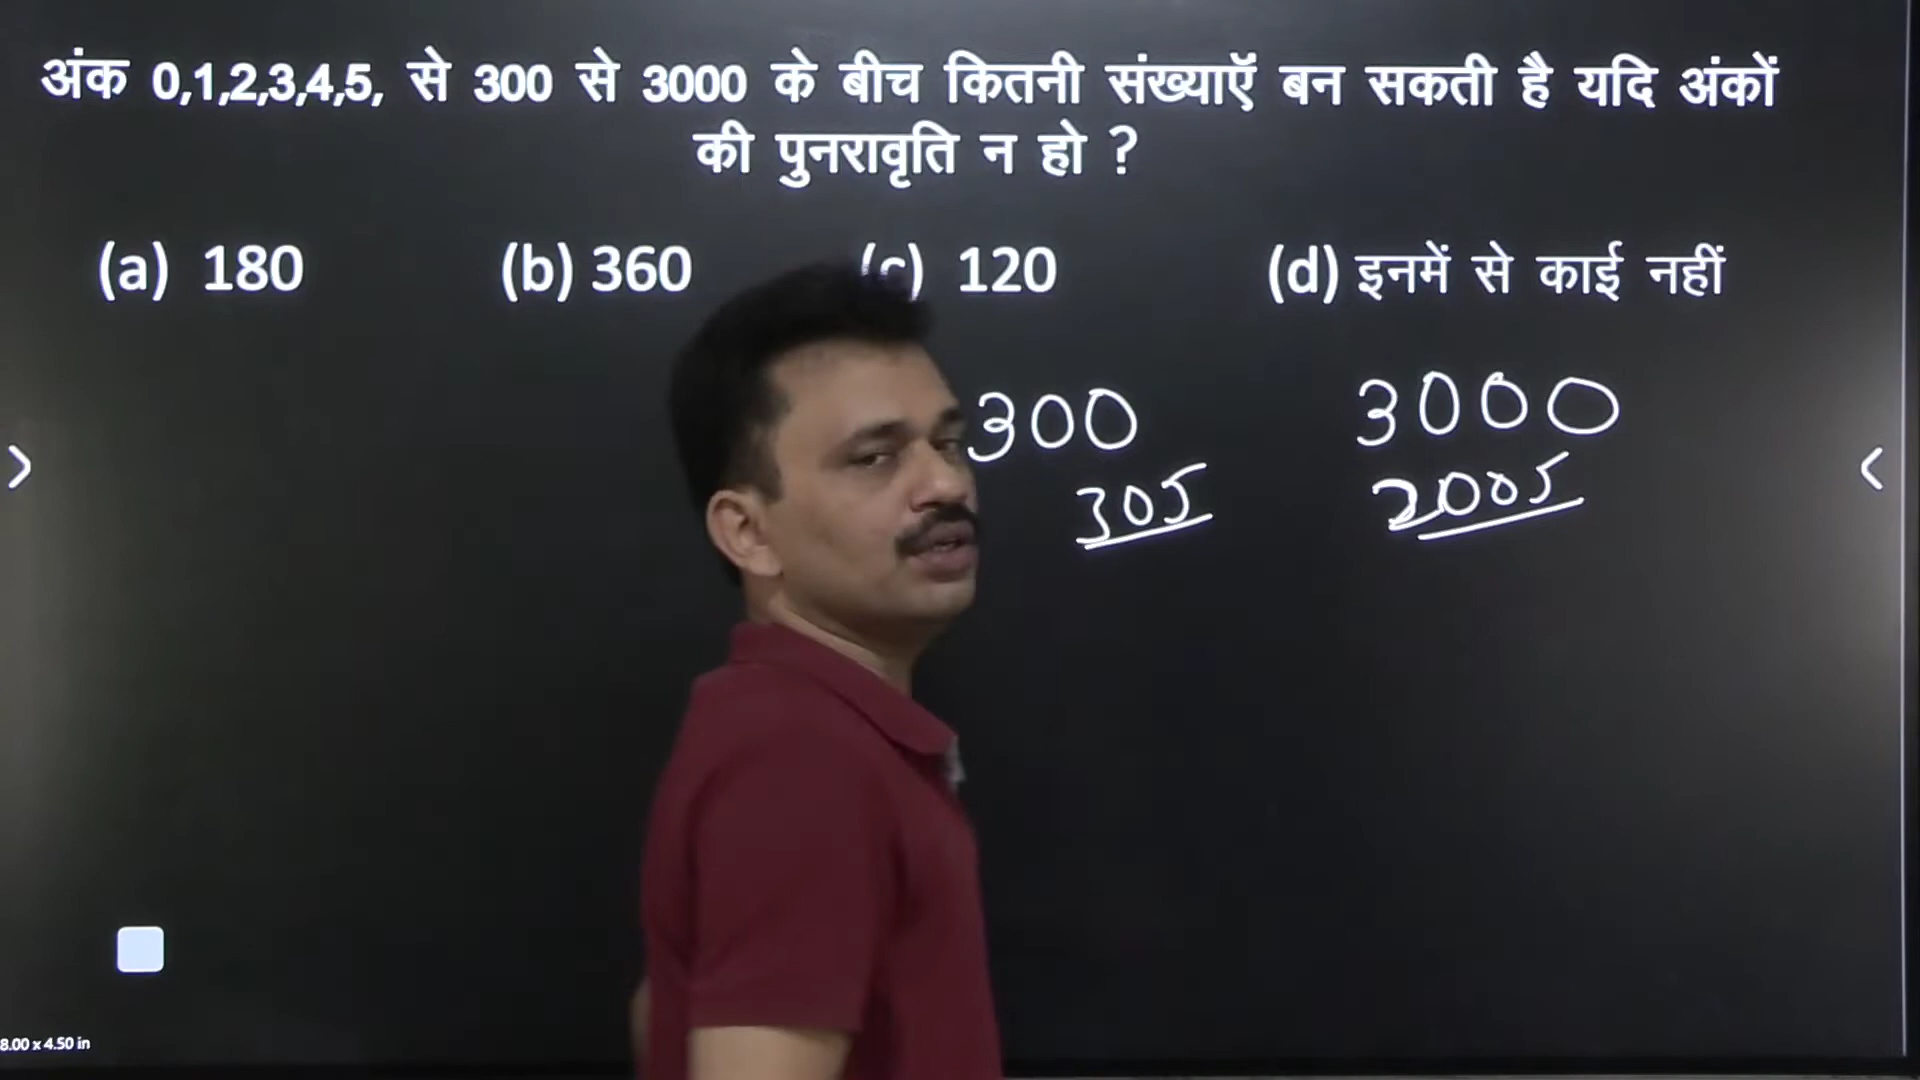 अंक 0,1,2,3,4,5, से 300 से 3000 के बीच कितनी संख्याएॅ बन सकती है यदि अंकों
की पुनरावृति न हो ?
(a) 180 (b) 360 (c) 120 (d) इनमें से काई नहीं
300 3000
305 2005
8.00 x 4.50 in